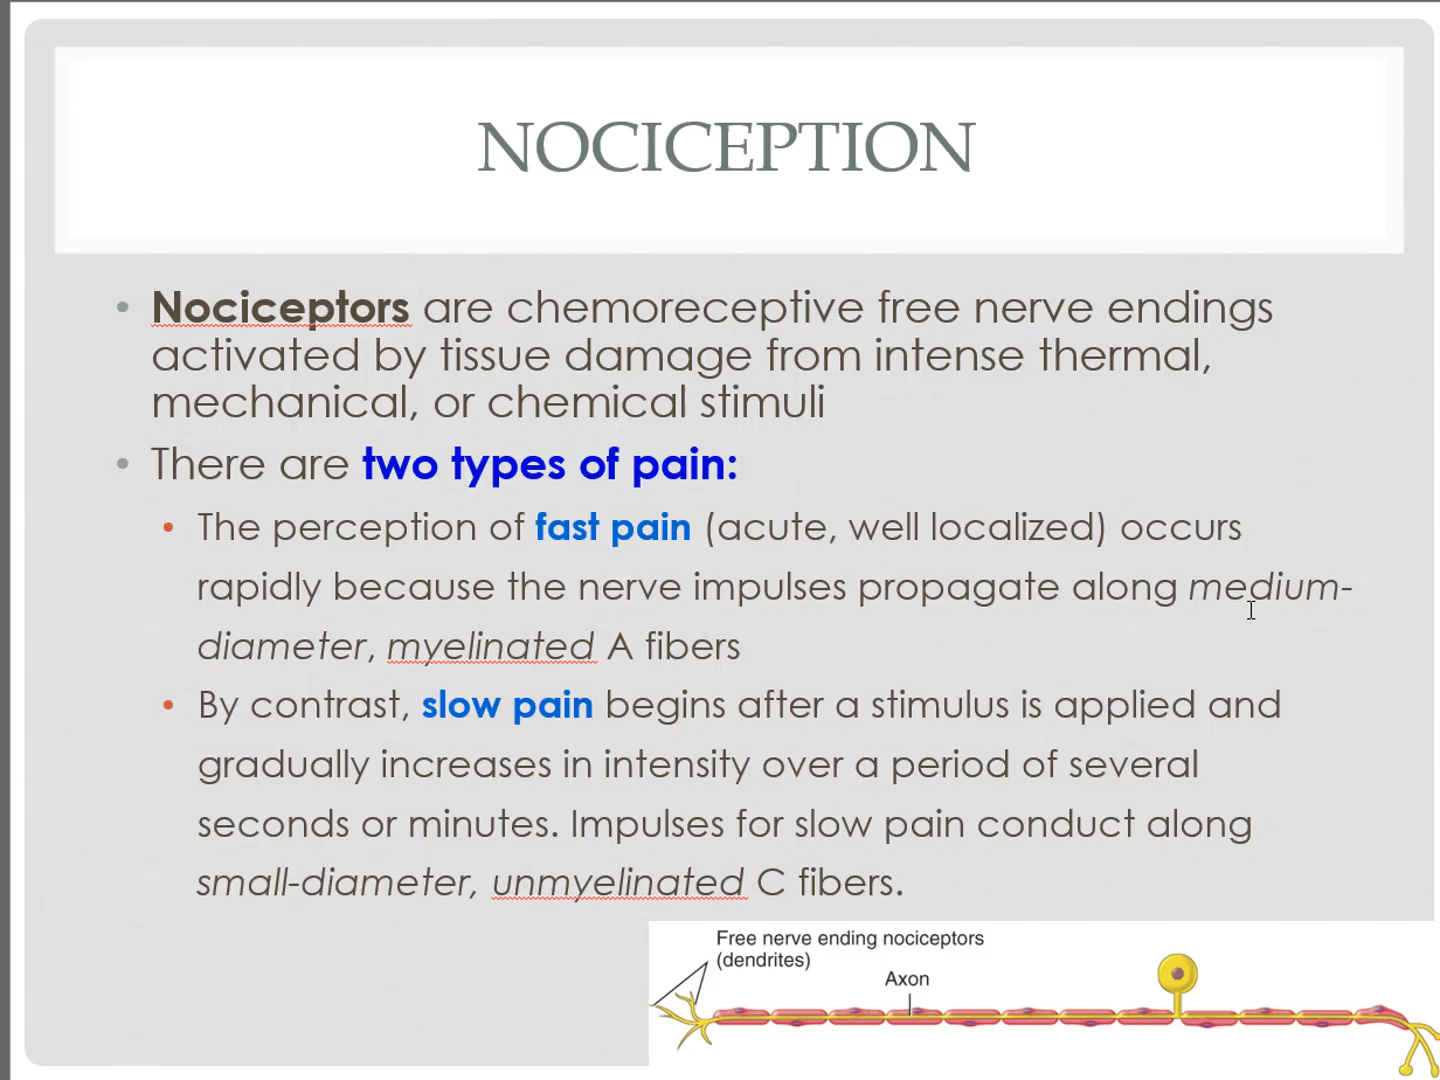 NOCICEPTION
• Nociceptors are chemoreceptive free nerve endings
activated by tissue damage from intense thermal,
mechanical, or chemical stimuli
• There are two types of pain:
• The perception of fast pain (acute, well localized) occurs
rapidly because the nerve impulses propagate along medium-
diameter, myelinated A fibers
• By contrast, slow pain begins after a stimulus is applied and
gradually increases in intensity over a period of several
seconds or minutes. Impulses for slow pain conduct along
small-diameter, unmyelinated C fibers.
Free nerve ending nociceptors
(dendrites)
Axon